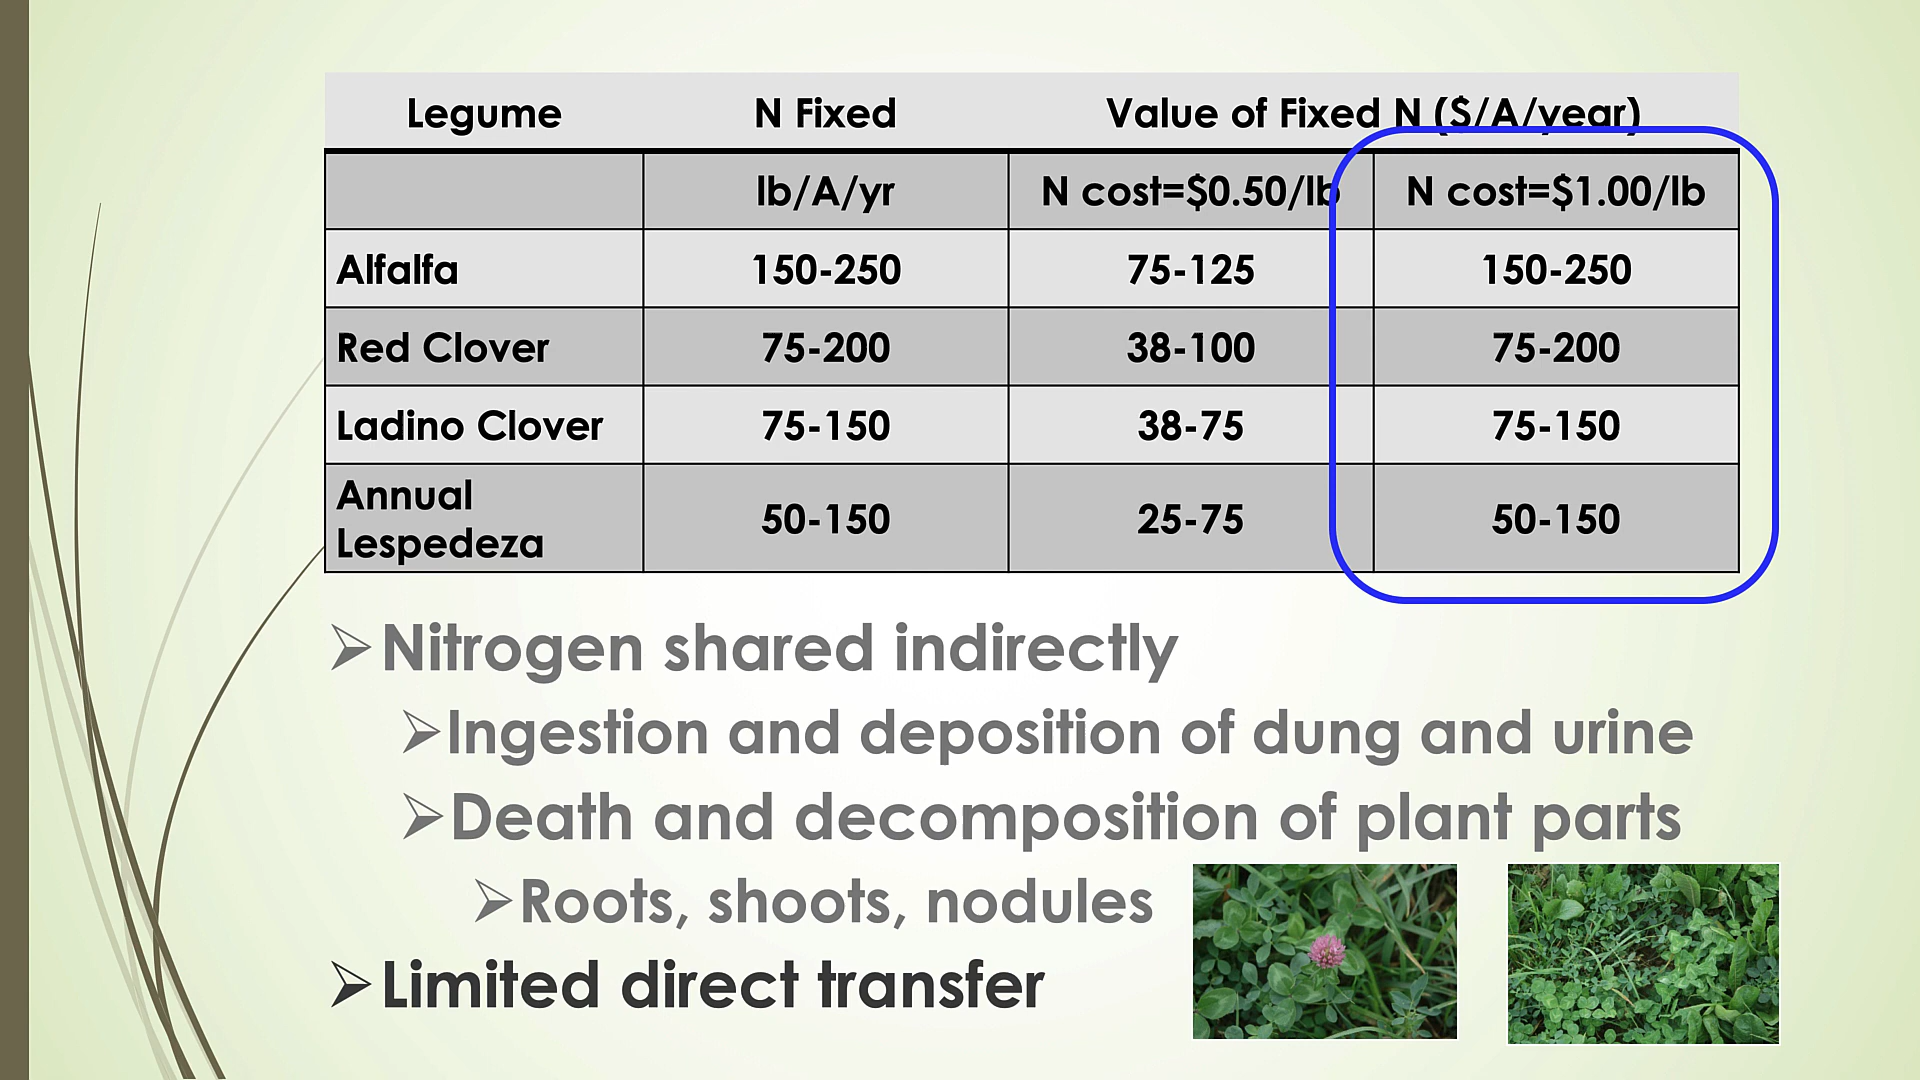 Legume N Fixed Value of Fixed N ($/A/year)
lb/A/yr N cost=$0.50/lb N cost=$1.00/lb
Alfalfa 150-250 75-125 150-250
Red Clover 75-200 38-100 75-200
Ladino Clover 75-150 38-75 75-150
Annual
Lespedeza 50-150 25-75 50-150
Nitrogen shared indirectly
Ingestion and deposition of dung and urine
Death and decomposition of plant parts
Roots, shoots, nodules
Limited direct transfer